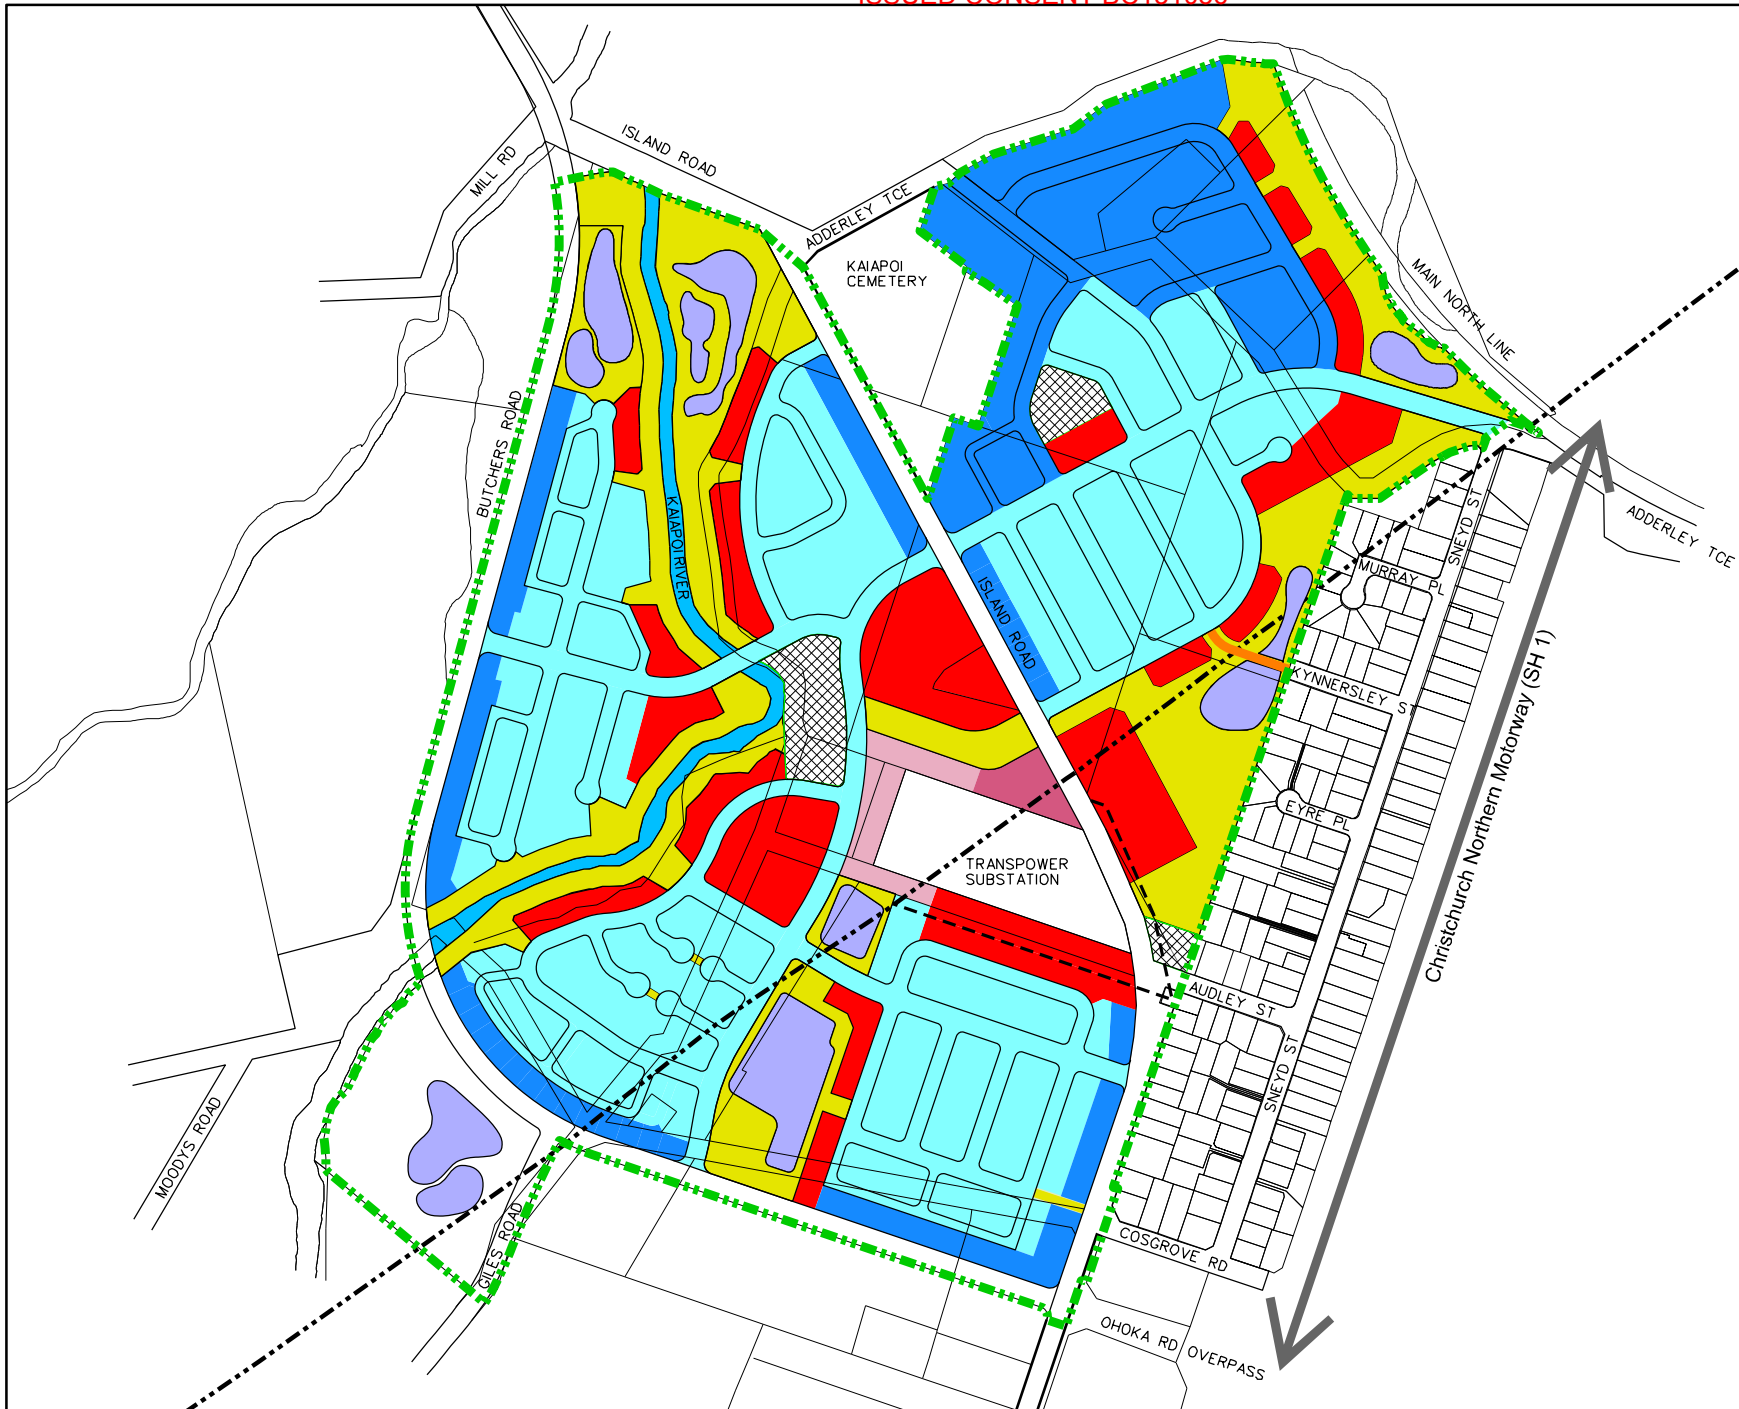 ISLAND ROAD
MILL RD
ADDERLEY TCE
KAIAPOI
CEMETERY
MAIN NORTH LINE
BUTCHERS ROAD
KAIAPOI RIVER
ISLAND ROAD
SNEYD ST
ADDERLEY TCE
MURRAY PL
KYNNERSLEY ST
EYRE PL
Christchurch Northern Motorway (SH 1)
TRANSPOWER
SUBSTATION
AUDLEY ST
SNEYD ST
MOODYS ROAD
GILES ROAD
COSGROVE RD
OHOKA RD OVERPASS